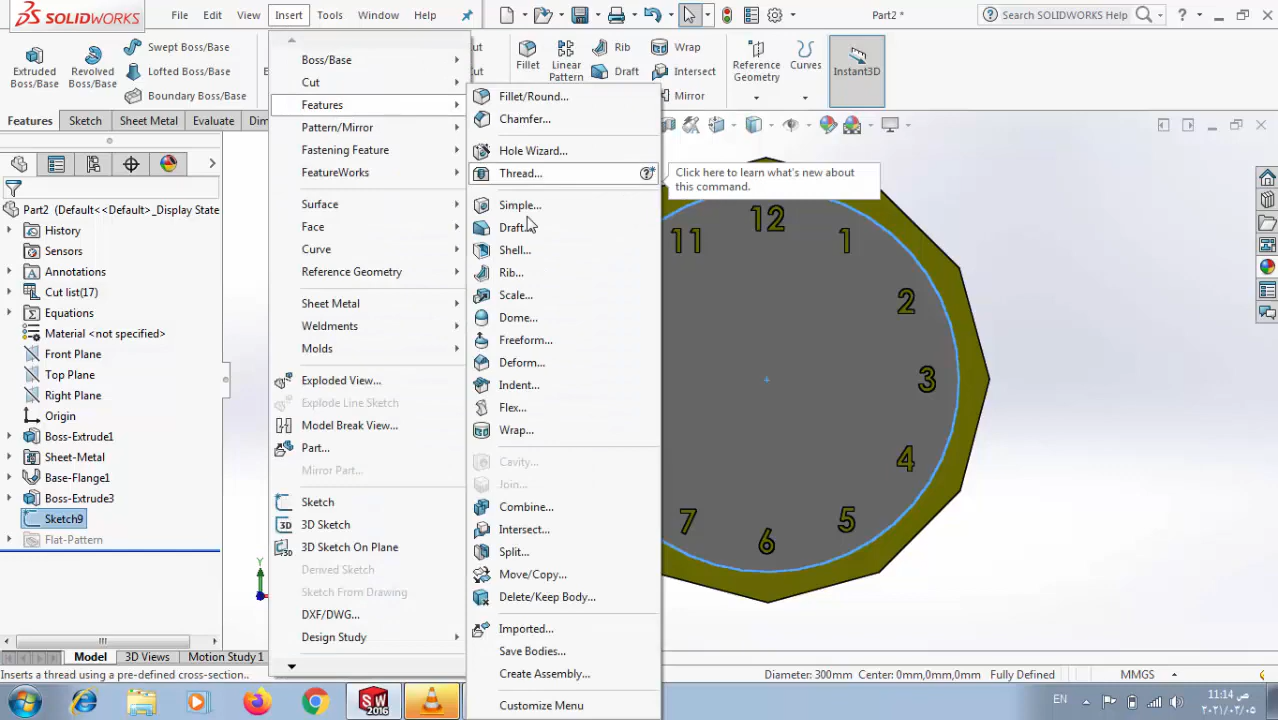 SOLIDWORKS File Edit View Insert Tools Window Help Part2 * Search SOLIDWORKS Help ?
Extruded Boss/Base
Revolved Boss/Base
Swept Boss/Base
Lofted Boss/Base
Boundary Boss/Base
Cut
Cut
Fillet
Linear Pattern
Rib
Draft
Wrap
Intersect
Mirror
Reference Geometry
Curves
Instant3D
Features Sketch Sheet Metal Evaluate Dim
Part2 (Default<<Default>_Display State
History
Sensors
Annotations
Cut list(17)
Equations
Material <not specified>
Front Plane
Top Plane
Right Plane
Origin
Boss-Extrude1
Sheet-Metal
Base-Flange1
Boss-Extrude3
Sketch9
Flat-Pattern
Boss/Base
Cut
Features
Pattern/Mirror
Fastening Feature
FeatureWorks
Surface
Face
Curve
Reference Geometry
Sheet Metal
Weldments
Molds
Exploded View...
Explode Line Sketch
Model Break View...
Part...
Mirror Part...
Sketch
3D 3D Sketch
3D Sketch On Plane
Derived Sketch
Sketch From Drawing
DXF/DWG...
Design Study
Fillet/Round...
Chamfer...
Hole Wizard...
Thread...
Simple...
Draft...
Shell...
Rib...
Scale...
Dome...
Freeform...
Deform...
Indent...
Flex...
Wrap...
Cavity...
Join...
Combine...
Intersect...
Split...
Move/Copy...
Delete/Keep Body...
Imported...
Save Bodies...
Create Assembly...
Customize Menu
Click here to learn what's new about
this command.
12
11 1
2
3
4
7 5
6
Y
Model 3D Views Motion Study 1
Inserts a thread using a pre-defined cross-section.. Diameter: 300mm Center: 0mm,0mm,0mm Fully Defined MMGS
SW 2016 EN 11:14 ص
٢٠٢١/٠٣/٠٥